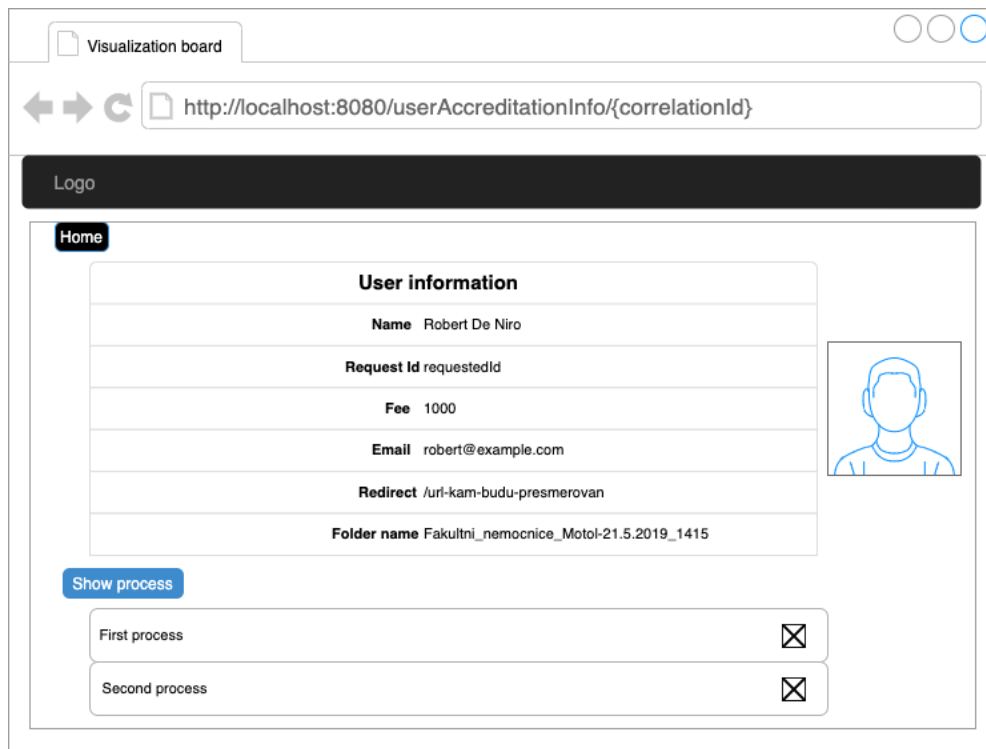 Visualization board
http://localhost:8080/userAccreditationInfo/{correlationId}
Logo
Home
User information
Name Robert De Niro
Request Id requestedId
Fee 1000
Email robert@example.com
Redirect /url-kam-budu-presmerovan
Folder name Fakultni_nemocnice_Motol-21.5.2019_1415
Show process
First process
Second process